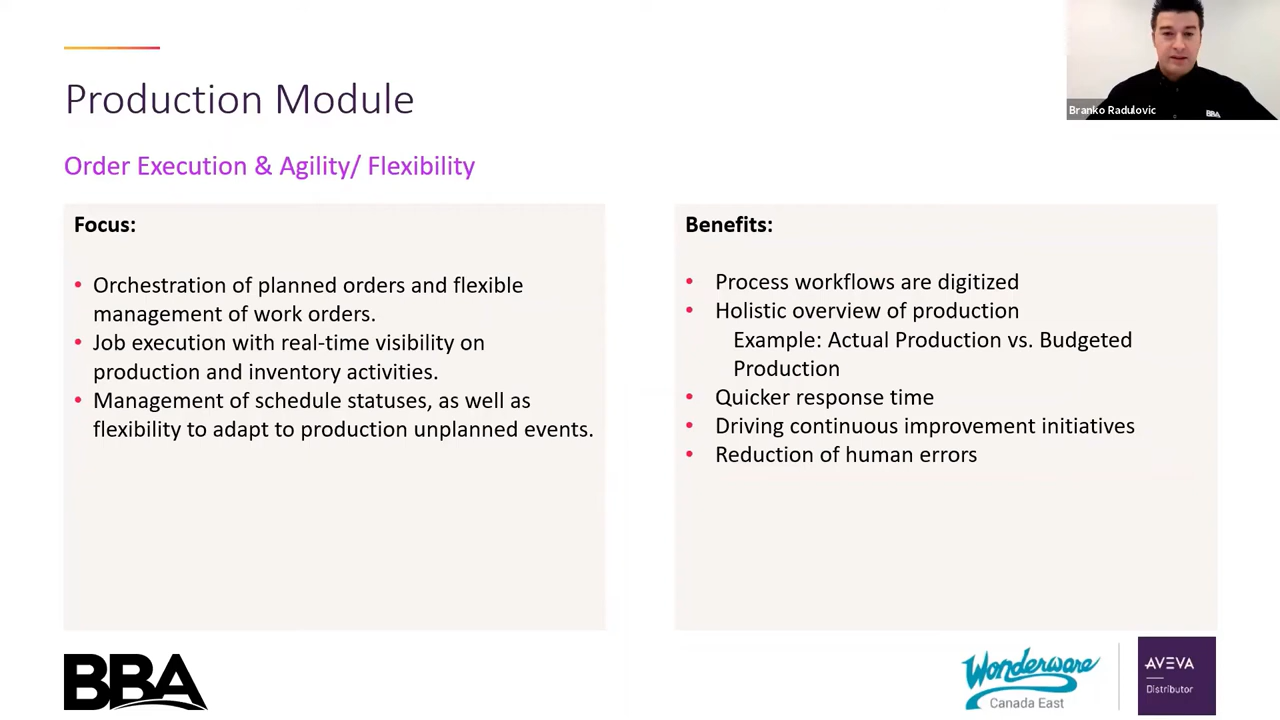 Production Module
Branko Radulovic
BBA
Order Execution & Agility/ Flexibility
Focus:
• Orchestration of planned orders and flexible
management of work orders.
• Job execution with real-time visibility on
production and inventory activities.
• Management of schedule statuses, as well as
flexibility to adapt to production unplanned events.
Benefits:
• Process workflows are digitized
• Holistic overview of production
Example: Actual Production vs. Budgeted
Production
• Quicker response time
• Driving continuous improvement initiatives
• Reduction of human errors
BBA
Wonderware
Canada East
AVEVA
Distributor